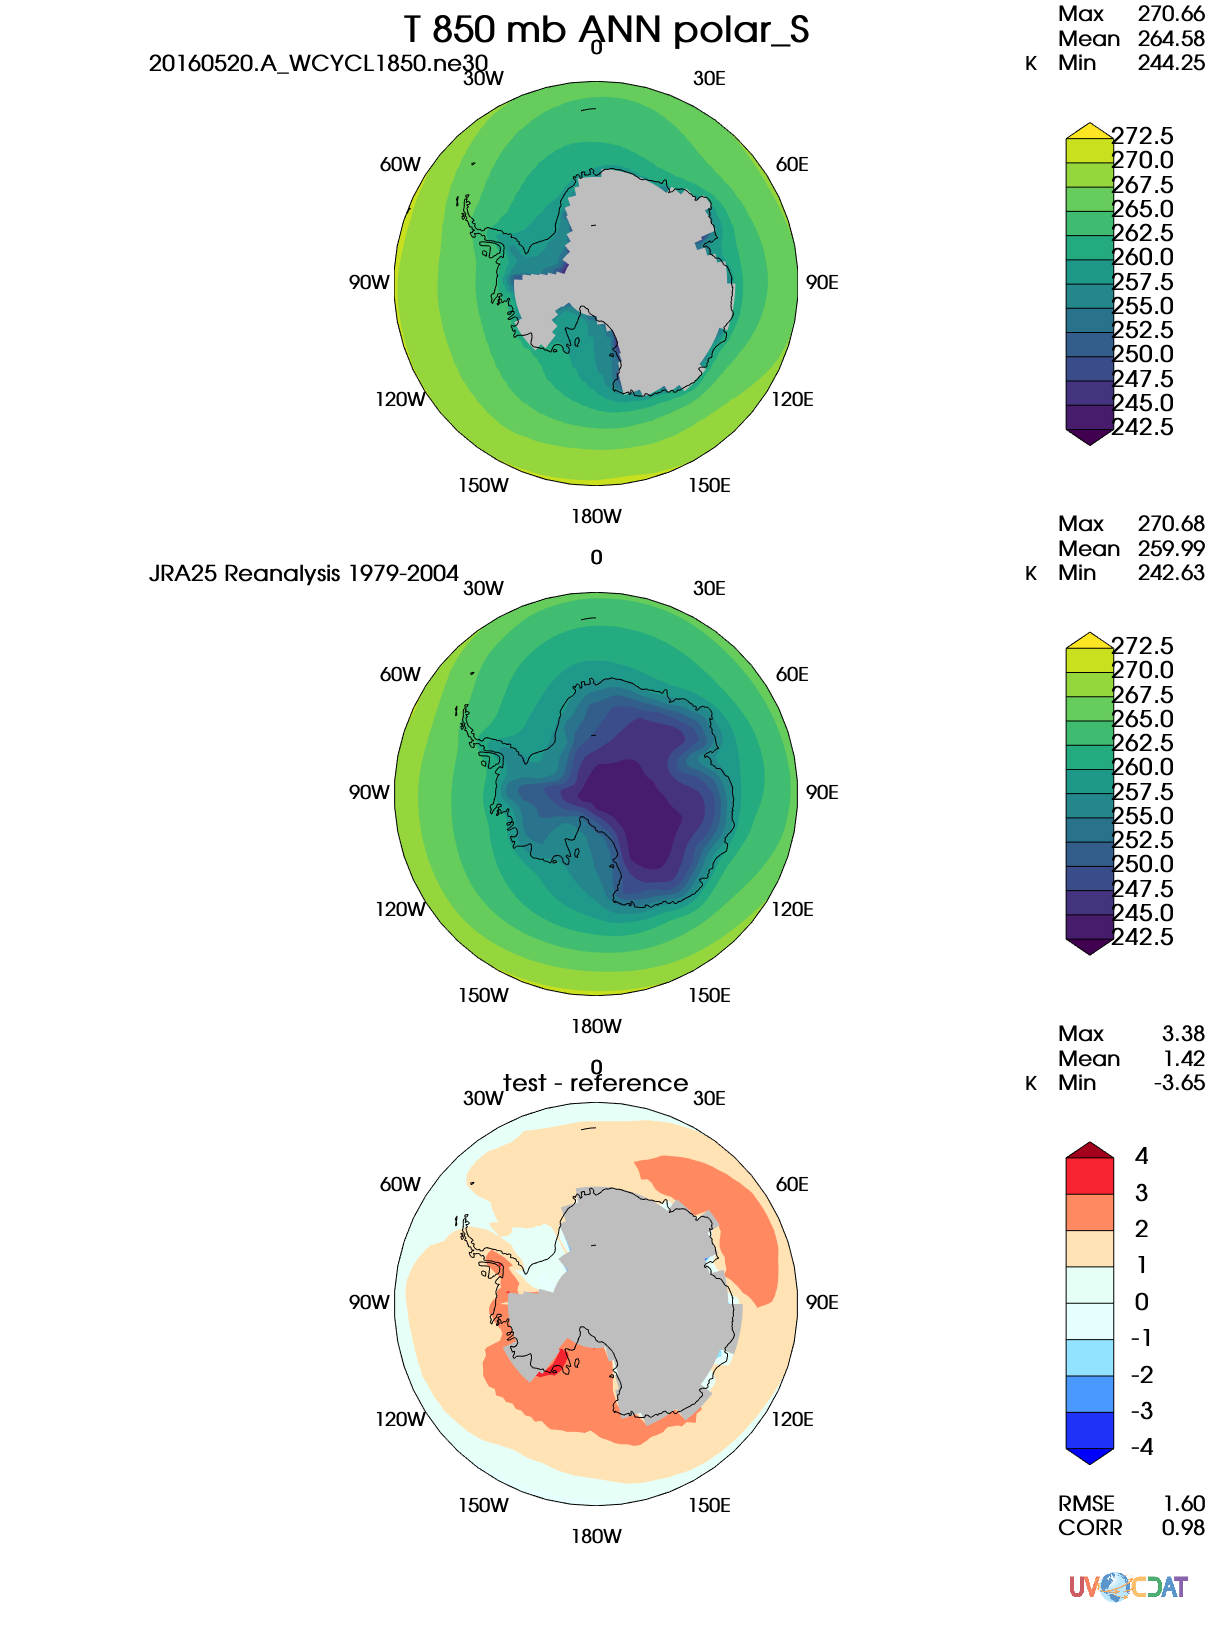 T 850 mb ANN polar_S
20160520.A_WCYCL1850.ne30
Max 270.66
Mean 264.58
K Min 244.25
0
30W 30E
60W 60E
90W 90E
120W 120E
150W 150E
180W
272.5
270.0
267.5
265.0
262.5
260.0
257.5
255.0
252.5
250.0
247.5
245.0
242.5
JRA25 Reanalysis 1979-2004
Max 270.68
Mean 259.99
K Min 242.63
0
30W 30E
60W 60E
90W 90E
120W 120E
150W 150E
180W
272.5
270.0
267.5
265.0
262.5
260.0
257.5
255.0
252.5
250.0
247.5
245.0
242.5
test - reference
Max 3.38
Mean 1.42
K Min -3.65
0
30W 30E
60W 60E
90W 90E
120W 120E
150W 150E
180W
4
3
2
1
0
-1
-2
-3
-4
RMSE 1.60
CORR 0.98
UV CDAT